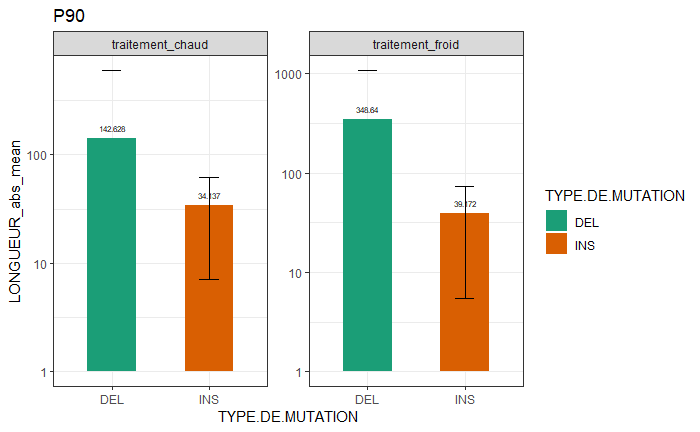 P90
traitement_chaud
traitement_froid
LONGUEUR_abs_mean
100
10
1
142.628
34.137
DEL
INS
1000
100
10
1
348.64
39.172
DEL
INS
TYPE.DE.MUTATION
TYPE.DE.MUTATION
DEL
INS